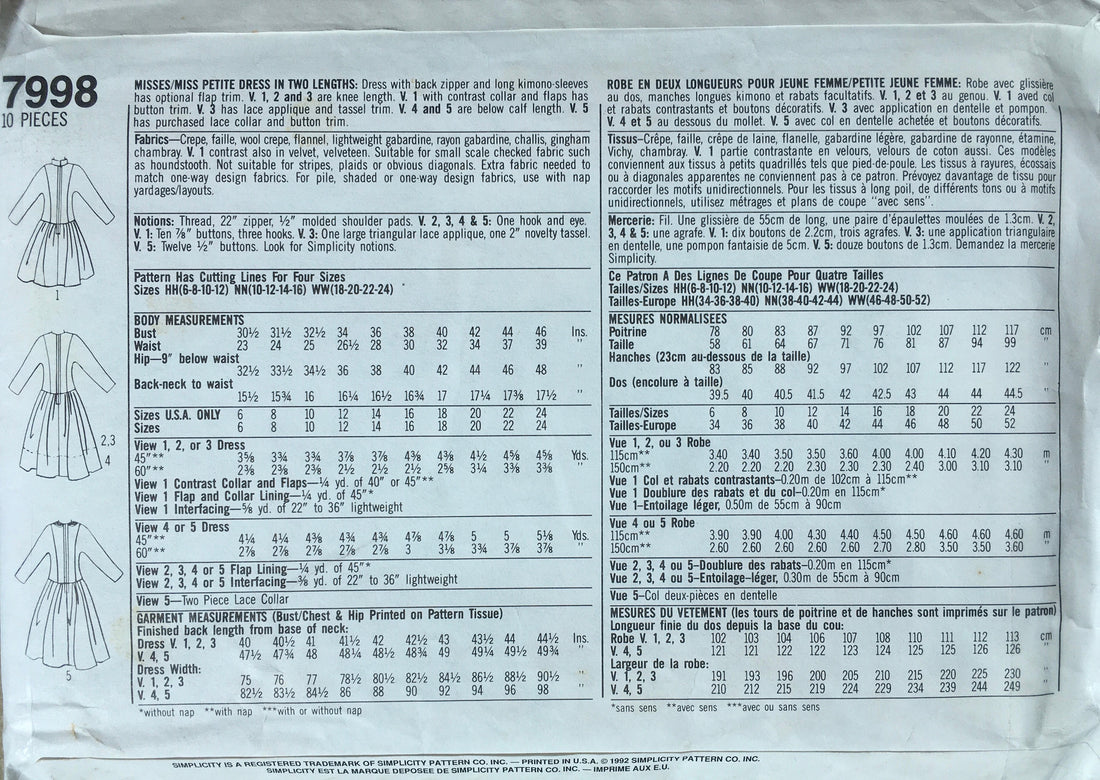 7998
10 PIECES
1
2,3
4
5
MISSES/MISS PETITE DRESS IN TWO LENGTHS: Dress with back zipper and long kimono-sleeves
has optional flap trim. V. 1, 2 and 3 are knee length. V. 1 with contrast collar and flaps has
button trim. V. 3 has lace applique and tassel trim. V. 4 and 5 are below calf length. V. 5
has purchased lace collar and button trim.
Fabrics—Crepe, faille, wool crepe, flannel, lightweight gabardine, rayon gabardine, challis, gingham
chambray. V. 1 contrast also in velvet, velveteen. Suitable for small scale checked fabric such
as houndstooth. Not suitable for stripes, plaids or obvious diagonals. Extra fabric needed to
match one-way design fabrics. For pile, shaded or one-way design fabrics, use with nap
yardages/layouts.
Notions: Thread, 22" zipper, ½" molded shoulder pads. V. 2, 3, 4 & 5: One hook and eye.
V. 1: Ten ⅞" buttons, three hooks. V. 3: One large triangular lace applique, one 2" novelty tassel.
V. 5: Twelve ½" buttons. Look for Simplicity notions.
Pattern Has Cutting Lines For Four Sizes
Sizes HH(6-8-10-12) NN(10-12-14-16) WW(18-20-22-24)
BODY MEASUREMENTS
Bust 30½ 31½ 32½ 34 36 38 40 42 44 46 Ins.
Waist 23 24 25 26½ 28 30 32 34 37 39 "
Hip—9" below waist
32½ 33½ 34½ 36 38 40 42 44 46 48 "
Back-neck to waist
15½ 15¾ 16 16¼ 16½ 16¾ 17 17¼ 17⅜ 17½ "
Sizes U.S.A. ONLY 6 8 10 12 14 16 18 20 22 24
Sizes 6 8 10 12 14 16 18 20 22 24
View 1, 2, or 3 Dress
45"** 3⅝ 3¾ 3¾ 3⅞ 3⅞ 4⅜ 4⅜ 4½ 4⅝ 4⅝ Yds.
60"** 2⅜ 2⅜ 2⅜ 2½ 2½ 2½ 2⅝ 3¼ 3⅜ 3⅜ "
View 1 Contrast Collar and Flaps—¼ yd. of 40" or 45"**
View 1 Flap and Collar Lining—¼ yd. of 45"*
View 1 Interfacing—⅝ yd. of 22" to 36" lightweight
View 4 or 5 Dress
45"** 4¼ 4¼ 4⅜ 4¾ 4¾ 4⅞ 4⅞ 5 5 5⅛ Yds.
60"** 2⅞ 2⅞ 2⅞ 2⅞ 2⅞ 3 3⅛ 3¾ 3⅞ 3⅞ "
View 2, 3, 4 or 5 Flap Lining—¼ yd. of 45"*
View 2, 3, 4 or 5 Interfacing—⅜ yd. of 22" to 36" lightweight
View 5—Two Piece Lace Collar
GARMENT MEASUREMENTS (Bust/Chest & Hip Printed on Pattern Tissue)
Finished back length from base of neck:
Dress V. 1, 2, 3 40 40½ 41 41½ 42 42½ 43 43½ 44 44½ Ins.
V. 4, 5 47½ 47¾ 48 48¼ 48½ 48¾ 49 49¼ 49½ 49¾ "
Dress Width:
V. 1, 2, 3 75 76 77 78½ 80½ 82½ 84½ 86½ 88½ 90½ "
V. 4, 5 82½ 83½ 84½ 86 88 90 92 94 96 98 "
*without nap **with nap ***with or without nap
ROBE EN DEUX LONGUEURS POUR JEUNE FEMME/PETITE JEUNE FEMME: Robe avec glissière
au dos, manches longues kimono et rabats facultatifs. V. 1, 2 et 3 au genou. V. 1 aved col
et rabats contrastants et boutons décoratifs. V. 3 avec application en dentelle et pompon.
V. 4 et 5 au dessous du mollet. V. 5 avec col en dentelle achetée et boutons décoratifs.
Tissus—Crêpe, faille, crêpe de laine, flanelle, gabardine légère, gabardine de rayonne, étamine,
Vichy, chambray. V. 1 partie contrastante en velours, velours de coton aussi. Ces modèles
conviennent aux tissus à petits quadrillés tels que pied-de-poule. Les tissus à rayures, écossais
ou à diagonales apparentes ne conviennent pas à ce patron. Prévoyez davantage de tissu pour
raccorder les motifs unidirectionnels. Pour les tissus à long poil, de différents tons ou à motifs
unidirectionnels, utilisez métrages et plans de coupe "avec sens".
Mercerie: Fil. Une glissière de 55cm de long, une paire d'épaulettes moulées de 1.3cm. V. 2,
3, 4 & 5: une agrafe. V. 1: dix boutons de 2.2cm, trois agrafes. V. 3: une application triangulaire
en dentelle, une pompon fantaisie de 5cm. V. 5: douze boutons de 1.3cm. Demandez la mercerie
Simplicity.
Ce Patron A Des Lignes De Coupe Pour Quatre Tailles
Tailles/Sizes HH(6-8-10-12) NN(10-12-14-16) WW(18-20-22-24)
Tailles-Europe HH(34-36-38-40) NN(38-40-42-44) WW(46-48-50-52)
MESURES NORMALISEES
Poitrine 78 80 83 87 92 97 102 107 112 117 cm
Taille 58 61 64 67 71 76 81 87 94 99 "
Hanches (23cm au-dessous de la taille)
83 85 88 92 97 102 107 112 117 122 "
Dos (encolure à taille)
39.5 40 40.5 41.5 42 42.5 43 44 44 44.5 "
Tailles/Sizes 6 8 10 12 14 16 18 20 22 24
Tailles-Europe 34 36 38 40 42 44 46 48 50 52
Vue 1, 2, ou 3 Robe
115cm** 3.40 3.40 3.50 3.50 3.60 4.00 4.00 4.10 4.20 4.30 m
150cm** 2.20 2.20 2.20 2.30 2.30 2.30 2.40 3.00 3.10 3.10 "
Vue 1 Col et rabats contrastants—0.20m de 102cm à 115cm**
Vue 1 Doublure des rabats et du col—0.20m en 115cm*
Vue 1—Entoilage léger, 0.50m de 55cm à 90cm
Vue 4 ou 5 Robe
115cm** 3.90 3.90 4.00 4.30 4.40 4.50 4.50 4.60 4.60 4.60 m
150cm** 2.60 2.60 2.60 2.60 2.60 2.70 2.80 3.50 3.50 3.60 "
Vue 2, 3, 4 ou 5—Doublure des rabats—0.20m en 115cm*
Vue 2, 3, 4 ou 5—Entoilage-léger, 0.30m de 55cm à 90cm
Vue 5—Col deux-pièces en dentelle
MESURES DU VETEMENT (les tours de poitrine et de hanches sont imprimés sur le patron)
Longueur finie du dos depuis la base du cou:
Robe V. 1, 2, 3 102 103 104 106 107 108 110 111 112 113 cm
V. 4, 5 121 121 122 122 123 124 125 125 126 126 "
Largeur de la robe:
V. 1, 2, 3 191 193 196 200 205 210 215 220 225 230 "
V. 4, 5 210 212 215 219 224 229 234 239 244 249 "
*sans sens **avec sens ***avec ou sans sens
SIMPLICITY IS A REGISTERED TRADEMARK OF SIMPLICITY PATTERN CO. INC. — PRINTED IN U.S.A. © 1992 SIMPLICITY PATTERN CO. INC.
SIMPLICITY EST LA MARQUE DEPOSEE DE SIMPLICITY PATTERN CO. INC. — IMPRIME AUX E.U.